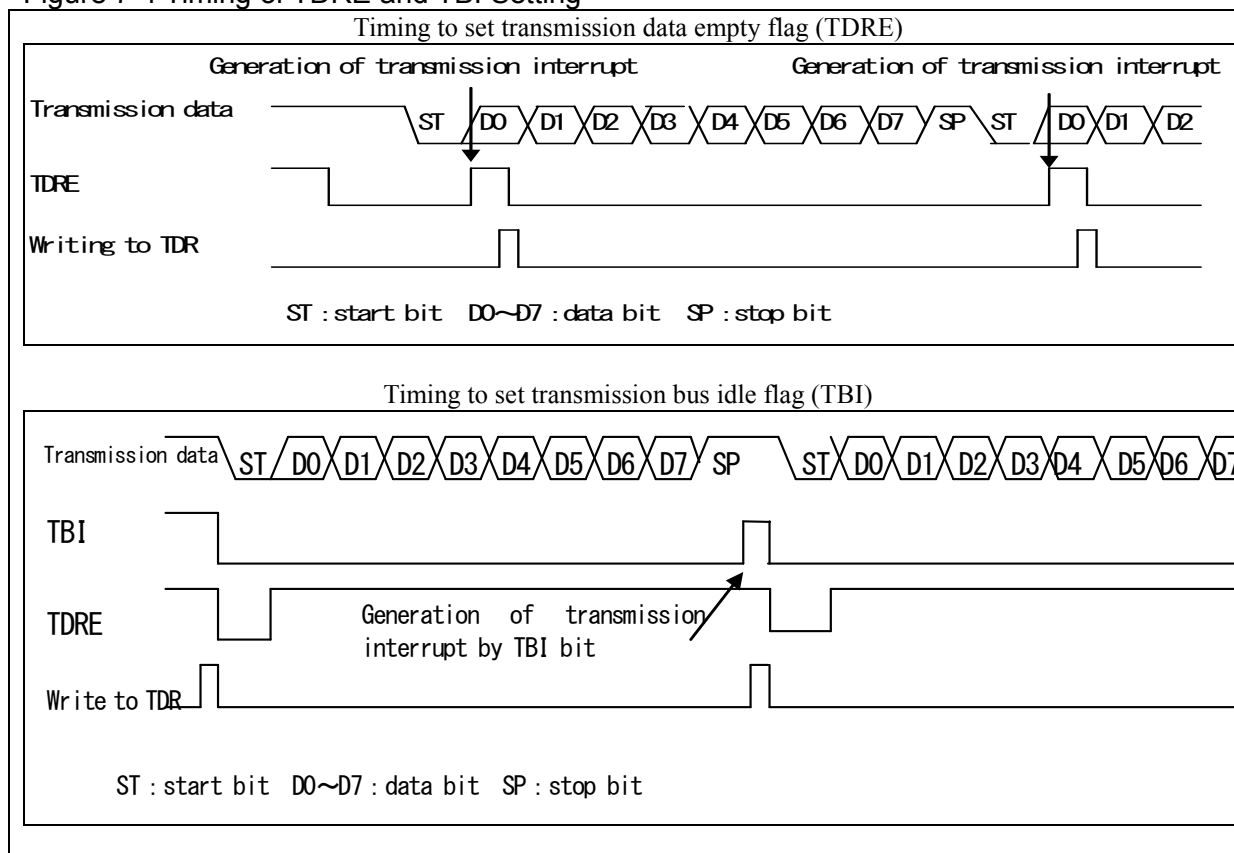 Figure 7-1 Timing of TDRE and TBI Setting
Timing to set transmission data empty flag (TDRE)
Generation of transmission interrupt Generation of transmission interrupt
Transmission data
ST D0 D1 D2 D3 D4 D5 D6 D7 SP ST D0 D1 D2
TDRE
Writing to TDR
ST : start bit D0～D7 : data bit SP : stop bit
Timing to set transmission bus idle flag (TBI)
Transmission data ST D0 D1 D2 D3 D4 D5 D6 D7 SP ST D0 D1 D2 D3 D4 D5 D6 D7
TBI
TDRE
Generation of transmission
interrupt by TBI bit
Write to TDR
ST : start bit D0～D7 : data bit SP : stop bit